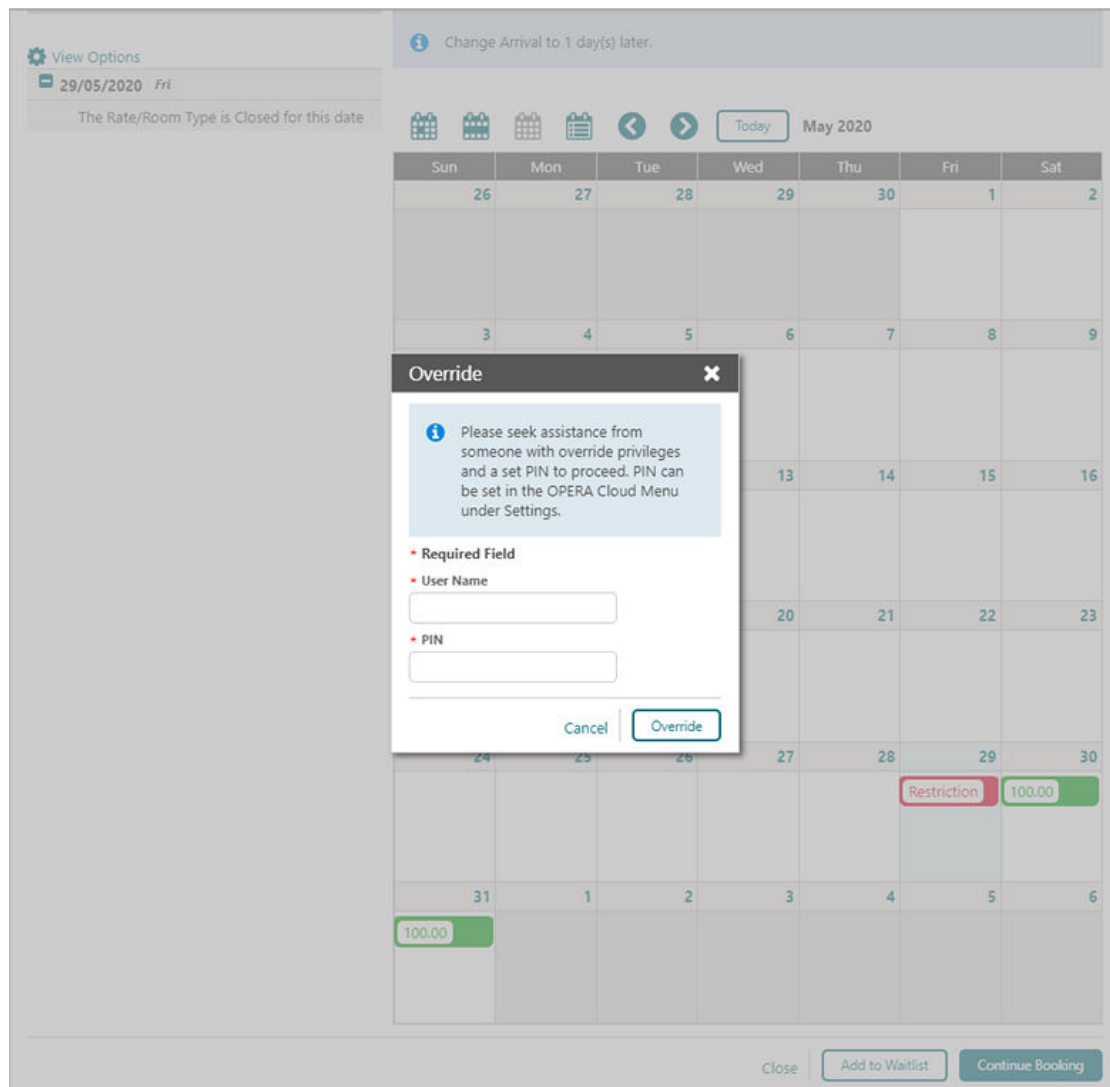 Change Arrival to 1 day(s) later.
View Options
29/05/2020 Fri
The Rate/Room Type is Closed for this date
Today
May 2020
Sun Mon Tue Wed Thu Fri Sat
26 27 28 29 30 1 2
3 4 5 6 7 8 9
Override
Please seek assistance from
someone with override privileges
and a set PIN to proceed. PIN can
be set in the OPERA Cloud Menu
under Settings.
13 14 15 16
* Required Field
* User Name
20 21 22 23
* PIN
Cancel
Override
24 25 26 27 28 29 30
Restriction
100.00
31 1 2 3 4 5 6
100.00
Close
Add to Waitlist
Continue Booking